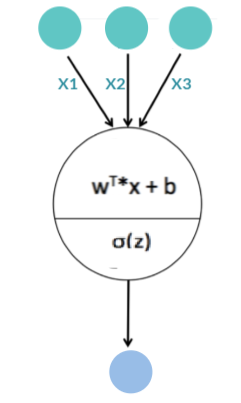 X1 X2 X3
wᵀ*x + b
σ(z)